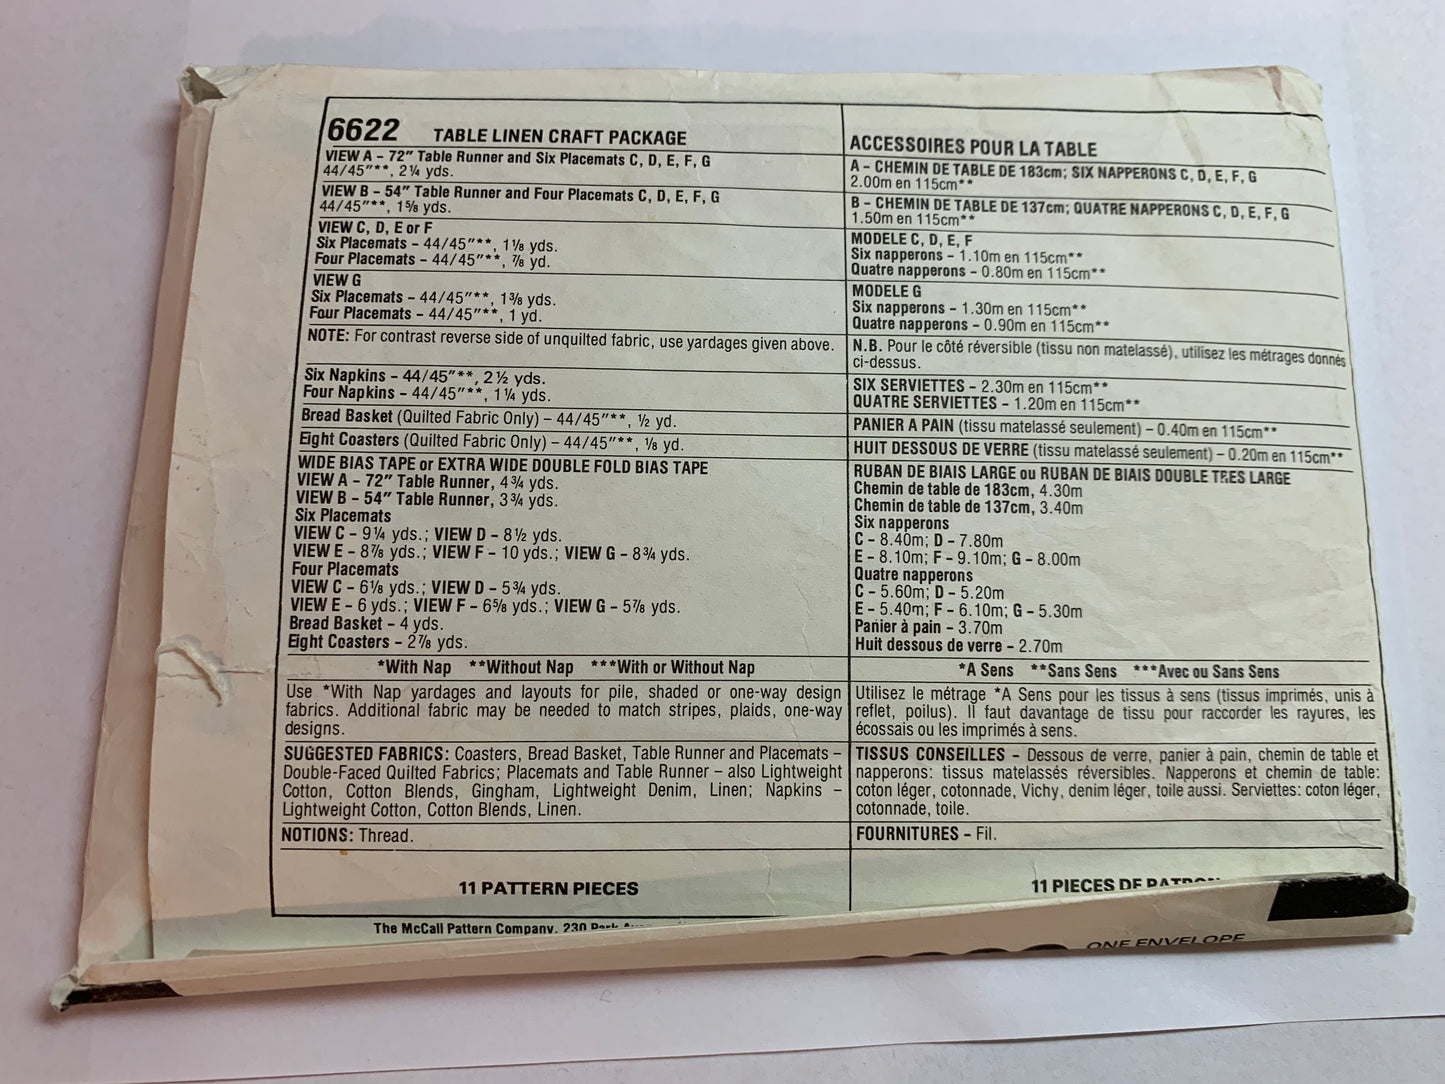 6622 TABLE LINEN CRAFT PACKAGE
VIEW A – 72″ Table Runner and Six Placemats C, D, E, F, G
44/45″**, 2¼ yds.
VIEW B – 54″ Table Runner and Four Placemats C, D, E, F, G
44/45″**, 1⅝ yds.
VIEW C, D, E or F
Six Placemats – 44/45″**, 1⅛ yds.
Four Placemats – 44/45″**, ⅞ yd.
VIEW G
Six Placemats – 44/45″**, 1⅜ yds.
Four Placemats – 44/45″**, 1 yd.
NOTE: For contrast reverse side of unquilted fabric, use yardages given above.
Six Napkins – 44/45″**, 2½ yds.
Four Napkins – 44/45″**, 1¼ yds.
Bread Basket (Quilted Fabric Only) – 44/45″**, ½ yd.
Eight Coasters (Quilted Fabric Only) – 44/45″**, ⅛ yd.
WIDE BIAS TAPE or EXTRA WIDE DOUBLE FOLD BIAS TAPE
VIEW A – 72″ Table Runner, 4¾ yds.
VIEW B – 54″ Table Runner, 3¾ yds.
Six Placemats
VIEW C – 9¼ yds.; VIEW D – 8½ yds.
VIEW E – 8⅞ yds.; VIEW F – 10 yds.; VIEW G – 8¾ yds.
Four Placemats
VIEW C – 6⅛ yds.; VIEW D – 5¾ yds.
VIEW E – 6 yds.; VIEW F – 6⅝ yds.; VIEW G – 5⅞ yds.
Bread Basket – 4 yds.
Eight Coasters – 2⅞ yds.
*With Nap **Without Nap ***With or Without Nap
Use *With Nap yardages and layouts for pile, shaded or one-way design
fabrics. Additional fabric may be needed to match stripes, plaids, one-way
designs.
SUGGESTED FABRICS: Coasters, Bread Basket, Table Runner and Placemats –
Double-Faced Quilted Fabrics; Placemats and Table Runner – also Lightweight
Cotton, Cotton Blends, Gingham, Lightweight Denim, Linen; Napkins –
Lightweight Cotton, Cotton Blends, Linen.
NOTIONS: Thread.
11 PATTERN PIECES
The McCall Pattern Company, 230
ACCESSOIRES POUR LA TABLE
A – CHEMIN DE TABLE DE 183cm; SIX NAPPERONS C, D, E, F, G
2.00m en 115cm**
B – CHEMIN DE TABLE DE 137cm; QUATRE NAPPERONS C, D, E, F, G
1.50m en 115cm**
MODELE C, D, E, F
Six napperons – 1.10m en 115cm**
Quatre napperons – 0.80m en 115cm**
MODELE G
Six napperons – 1.30m en 115cm**
Quatre napperons – 0.90m en 115cm**
N.B. Pour le côté réversible (tissu non matelassé), utilisez les métrages donnés
ci-dessus.
SIX SERVIETTES – 2.30m en 115cm**
QUATRE SERVIETTES – 1.20m en 115cm**
PANIER A PAIN (tissu matelassé seulement) – 0.40m en 115cm**
HUIT DESSOUS DE VERRE (tissu matelassé seulement) – 0.20m en 115cm**
RUBAN DE BIAIS LARGE ou RUBAN DE BIAIS DOUBLE TRES LARGE
Chemin de table de 183cm, 4.30m
Chemin de table de 137cm, 3.40m
Six napperons
C – 8.40m; D – 7.80m
E – 8.10m; F – 9.10m; G – 8.00m
Quatre napperons
C – 5.60m; D – 5.20m
E – 5.40m; F – 6.10m; G – 5.30m
Panier à pain – 3.70m
Huit dessous de verre – 2.70m
*A Sens **Sans Sens ***Avec ou Sans Sens
Utilisez le métrage *A Sens pour les tissus à sens (tissus imprimés, unis à
reflet, poilus). Il faut davantage de tissu pour raccorder les rayures, les
écossais ou les imprimés à sens.
TISSUS CONSEILLES – Dessous de verre, panier à pain, chemin de table et
napperons: tissus matelassés réversibles. Napperons et chemin de table:
coton léger, cotonnade, Vichy, denim léger, toile aussi. Serviettes: coton léger,
cotonnade, toile.
FOURNITURES – Fil.
11 PIECES DE PATRON
ONE ENVELOPE